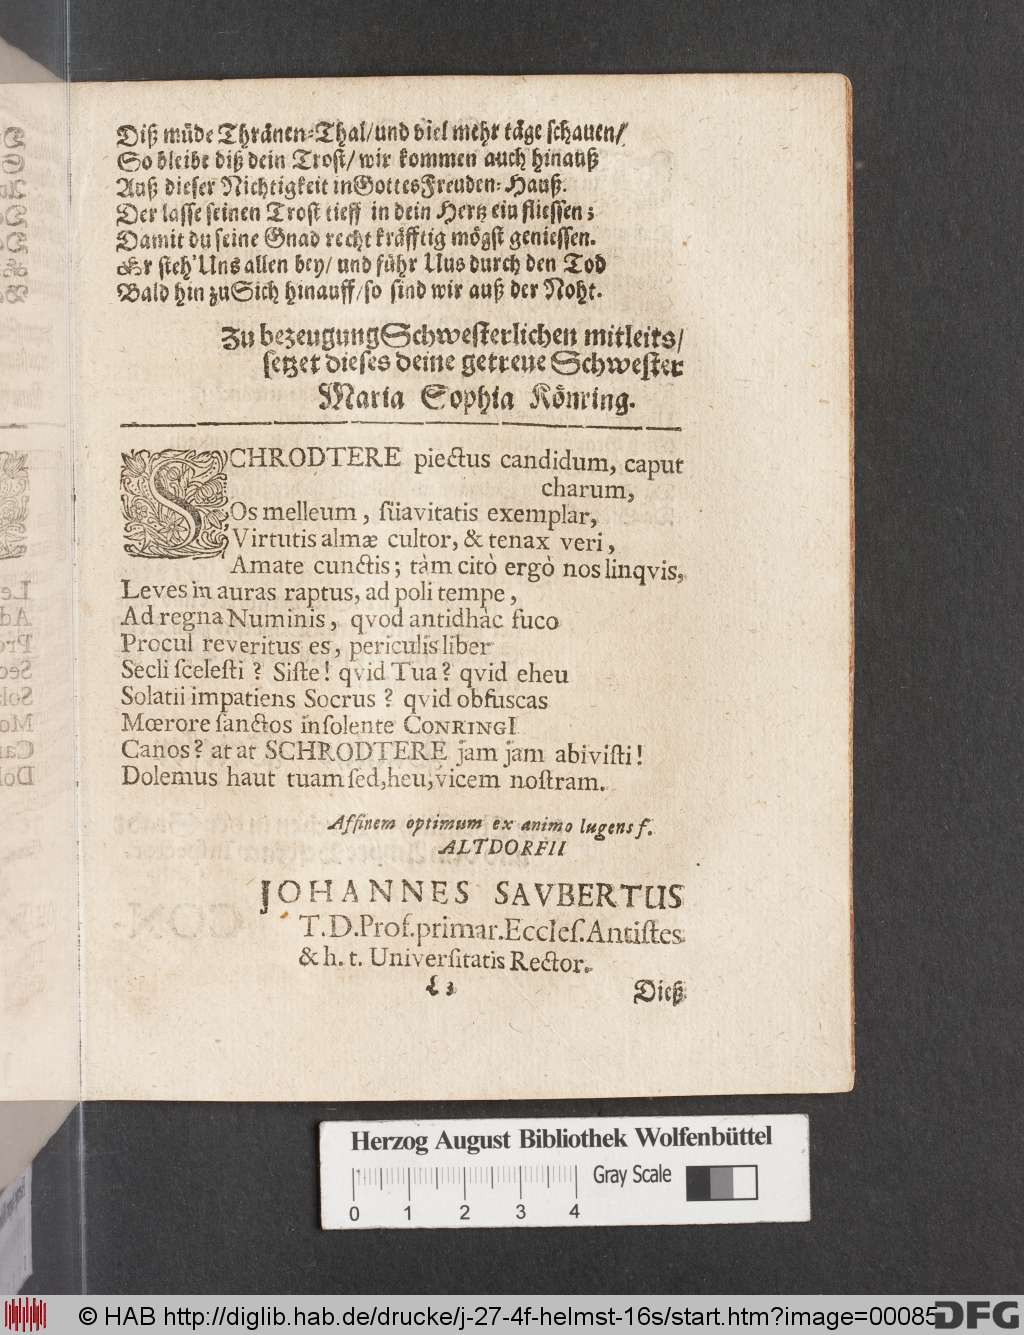 Diß müde Thränen-Thal/und viel mehr täge schauen/
So bleibt diß dein Trost/ wir kommen auch hinauß
Auß dieser Nichtigkeit in Gottes Freuden-Hauß.
Der lasse seinen Trost tieff in dein Hertz ein fliessen;
Damit du seine Gnad recht kräfftig mögst geniessen.
Er steh' Uns allen bey/ und führ Uus durch den Tod
Bald hin zu Sich hinauff/ so sind wir auß der Noht.
Zu bezeugung Schwesterlichen mitleits/
setzet dieses deine getreue Schwester
Maria Sophia Könring.
SCHRODTERE piectus candidum, caput
charum,
Os melleum, süavitatis exemplar,
Virtutis almæ cultor, & tenax veri,
Amate cunctis; tàm citò ergò nos linqvis,
Leves in auras raptus, ad poli tempe,
Ad regna Numinis, qvod antidhàc fuco
Procul reveritus es, periculis liber
Secli scelesti? Siste! qvid Tua? qvid eheu
Solatii impatiens Socrus? qvid obfuscas
Mœrore sanctos insolente CONRINGI
Canos? at at SCHRODTERE jam jam abivisti!
Dolemus haut tuam sed, heu, vicem nostram.
Affinem optimum ex animo lugens f.
ALTDORFII
JOHANNES SAVBERTUS
T. D. Prof. primar. Eccles. Antistes
& h. t. Universitatis Rector.
L 3
Dieß
Herzog August Bibliothek Wolfenbüttel
Gray Scale
0 1 2 3 4
© HAB http://diglib.hab.de/drucke/j-27-4f-helmst-16s/start.htm?image=00085
DFG